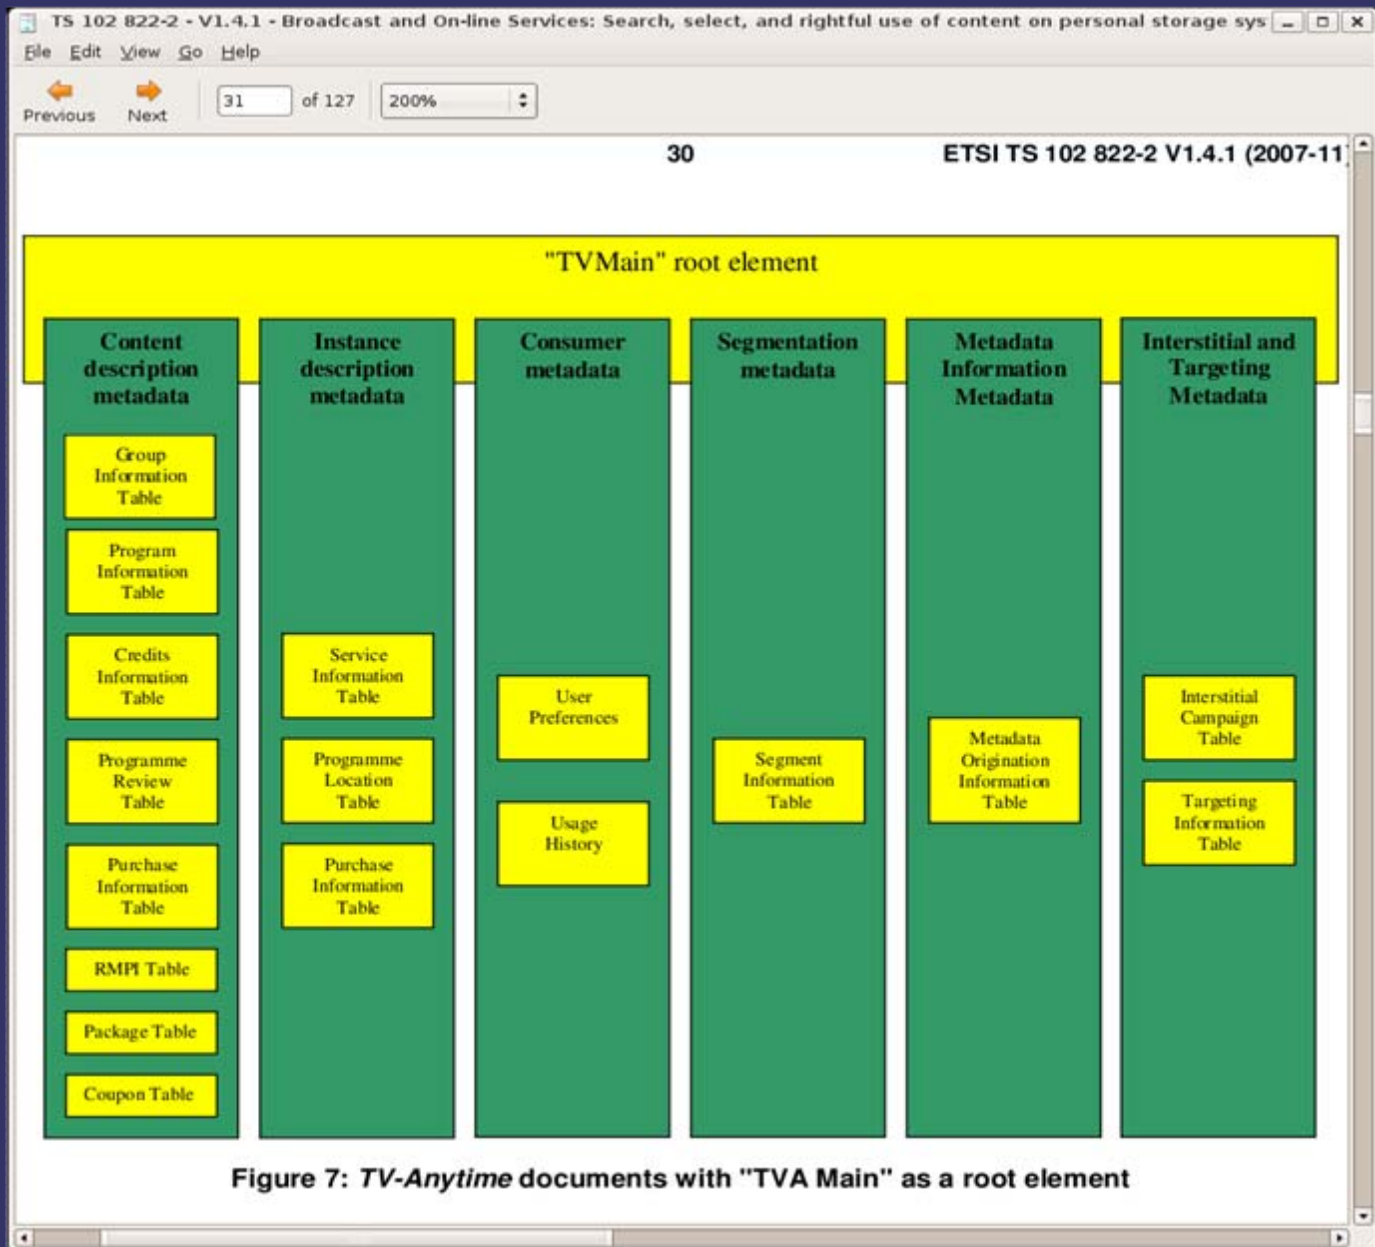 TS 102 822-2 - V1.4.1 - Broadcast and On-line Services: Search, select, and rightful use of content on personal storage sys
File Edit View Go Help
Previous
Next
31
of 127
200%
30
ETSI TS 102 822-2 V1.4.1 (2007-11)
"TVMain" root element
Content
description
metadata
Group
Information
Table
Program
Information
Table
Credits
Information
Table
Programme
Review
Table
Purchase
Information
Table
RMPI Table
Package Table
Coupon Table
Instance
description
metadata
Service
Information
Table
Programme
Location
Table
Purchase
Information
Table
Consumer
metadata
User
Preferences
Usage
History
Segmentation
metadata
Segment
Information
Table
Metadata
Information
Metadata
Metadata
Origination
Information
Table
Interstitial and
Targeting
Metadata
Interstitial
Campaign
Table
Targeting
Information
Table
Figure 7: TV-Anytime documents with "TVA Main" as a root element